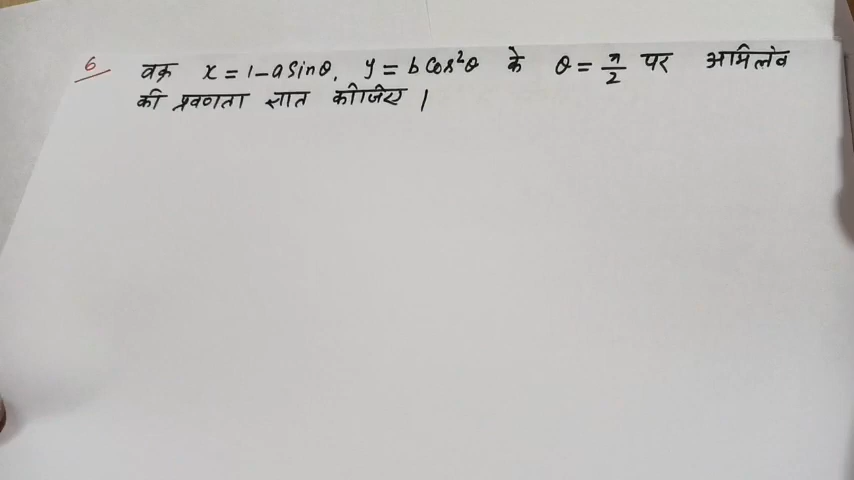 6 वक्र x = 1 - a sinθ, y = b cos²θ के θ = π/2 पर अभिलंब
की प्रवणता ज्ञात कीजिए ।